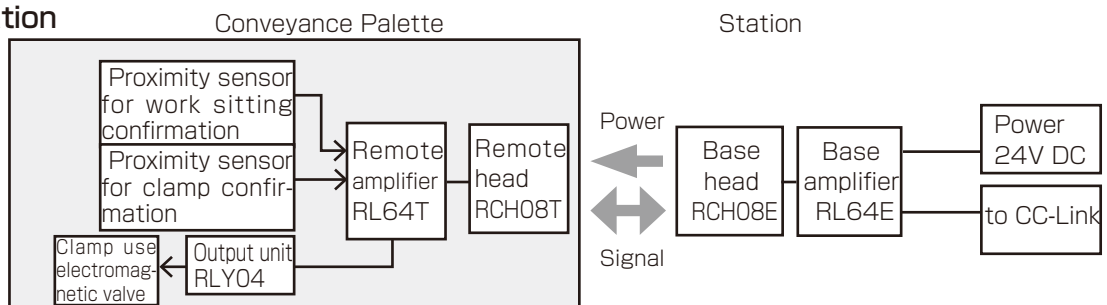 tion
Conveyance Palette
Station
Proximity sensor
for work sitting
confirmation
Proximity sensor
for clamp confir-
mation
Clamp use
electromag-
netic valve
Output unit
RLY04
Remote
amplifier
RL64T
Remote
head
RCH08T
Power
Signal
Base
head
RCH08E
Base
amplifier
RL64E
Power
24V DC
to CC-Link